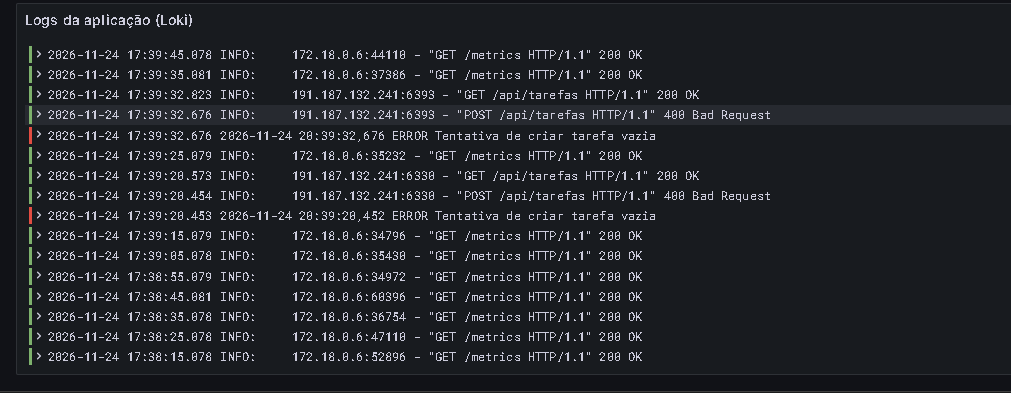 Logs da aplicação (Loki)
> 2026-11-24 17:39:45.078 INFO: 172.18.0.6:44110 - "GET /metrics HTTP/1.1" 200 OK
> 2026-11-24 17:39:35.081 INFO: 172.18.0.6:37386 - "GET /metrics HTTP/1.1" 200 OK
> 2026-11-24 17:39:32.823 INFO: 191.187.132.241:6393 - "GET /api/tarefas HTTP/1.1" 200 OK
> 2026-11-24 17:39:32.676 INFO: 191.187.132.241:6393 - "POST /api/tarefas HTTP/1.1" 400 Bad Request
> 2026-11-24 17:39:32.676 2026-11-24 20:39:32,676 ERROR Tentativa de criar tarefa vazia
> 2026-11-24 17:39:25.079 INFO: 172.18.0.6:35232 - "GET /metrics HTTP/1.1" 200 OK
> 2026-11-24 17:39:20.573 INFO: 191.187.132.241:6330 - "GET /api/tarefas HTTP/1.1" 200 OK
> 2026-11-24 17:39:20.454 INFO: 191.187.132.241:6330 - "POST /api/tarefas HTTP/1.1" 400 Bad Request
> 2026-11-24 17:39:20.453 2026-11-24 20:39:20,452 ERROR Tentativa de criar tarefa vazia
> 2026-11-24 17:39:15.079 INFO: 172.18.0.6:34796 - "GET /metrics HTTP/1.1" 200 OK
> 2026-11-24 17:39:05.078 INFO: 172.18.0.6:35430 - "GET /metrics HTTP/1.1" 200 OK
> 2026-11-24 17:38:55.079 INFO: 172.18.0.6:34972 - "GET /metrics HTTP/1.1" 200 OK
> 2026-11-24 17:38:45.081 INFO: 172.18.0.6:60396 - "GET /metrics HTTP/1.1" 200 OK
> 2026-11-24 17:38:35.078 INFO: 172.18.0.6:36754 - "GET /metrics HTTP/1.1" 200 OK
> 2026-11-24 17:38:25.078 INFO: 172.18.0.6:47110 - "GET /metrics HTTP/1.1" 200 OK
> 2026-11-24 17:38:15.078 INFO: 172.18.0.6:52896 - "GET /metrics HTTP/1.1" 200 OK